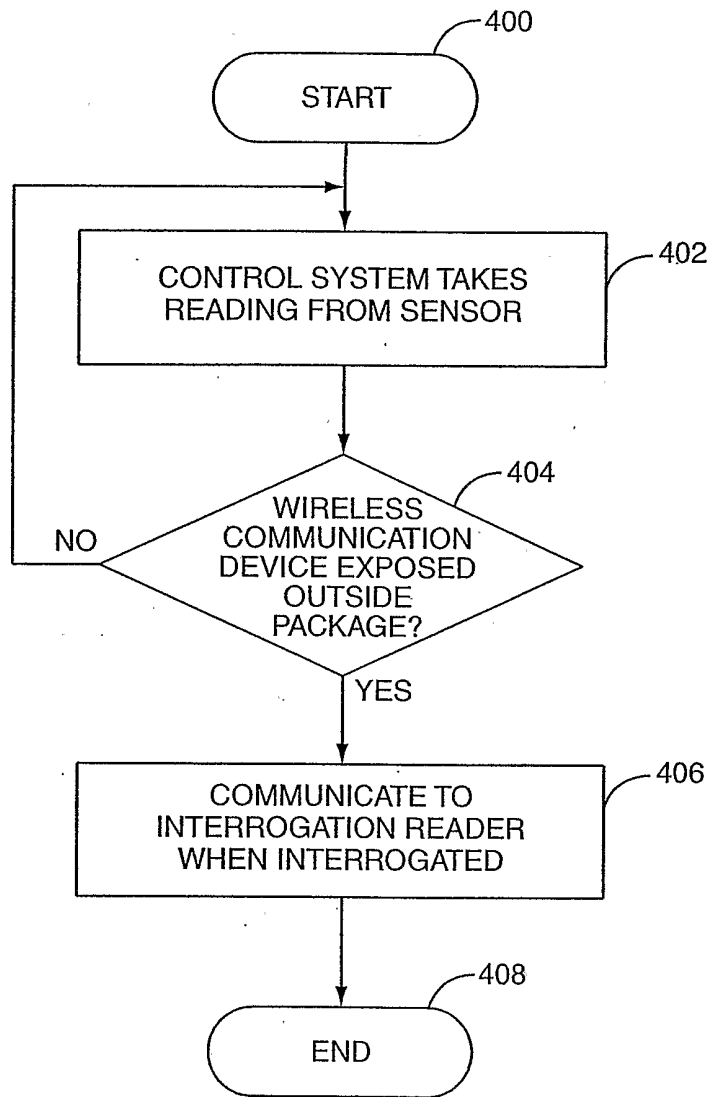 400
START
402
CONTROL SYSTEM TAKES
READING FROM SENSOR
404
WIRELESS
COMMUNICATION
DEVICE EXPOSED
OUTSIDE
PACKAGE?
NO
YES
406
COMMUNICATE TO
INTERROGATION READER
WHEN INTERROGATED
408
END